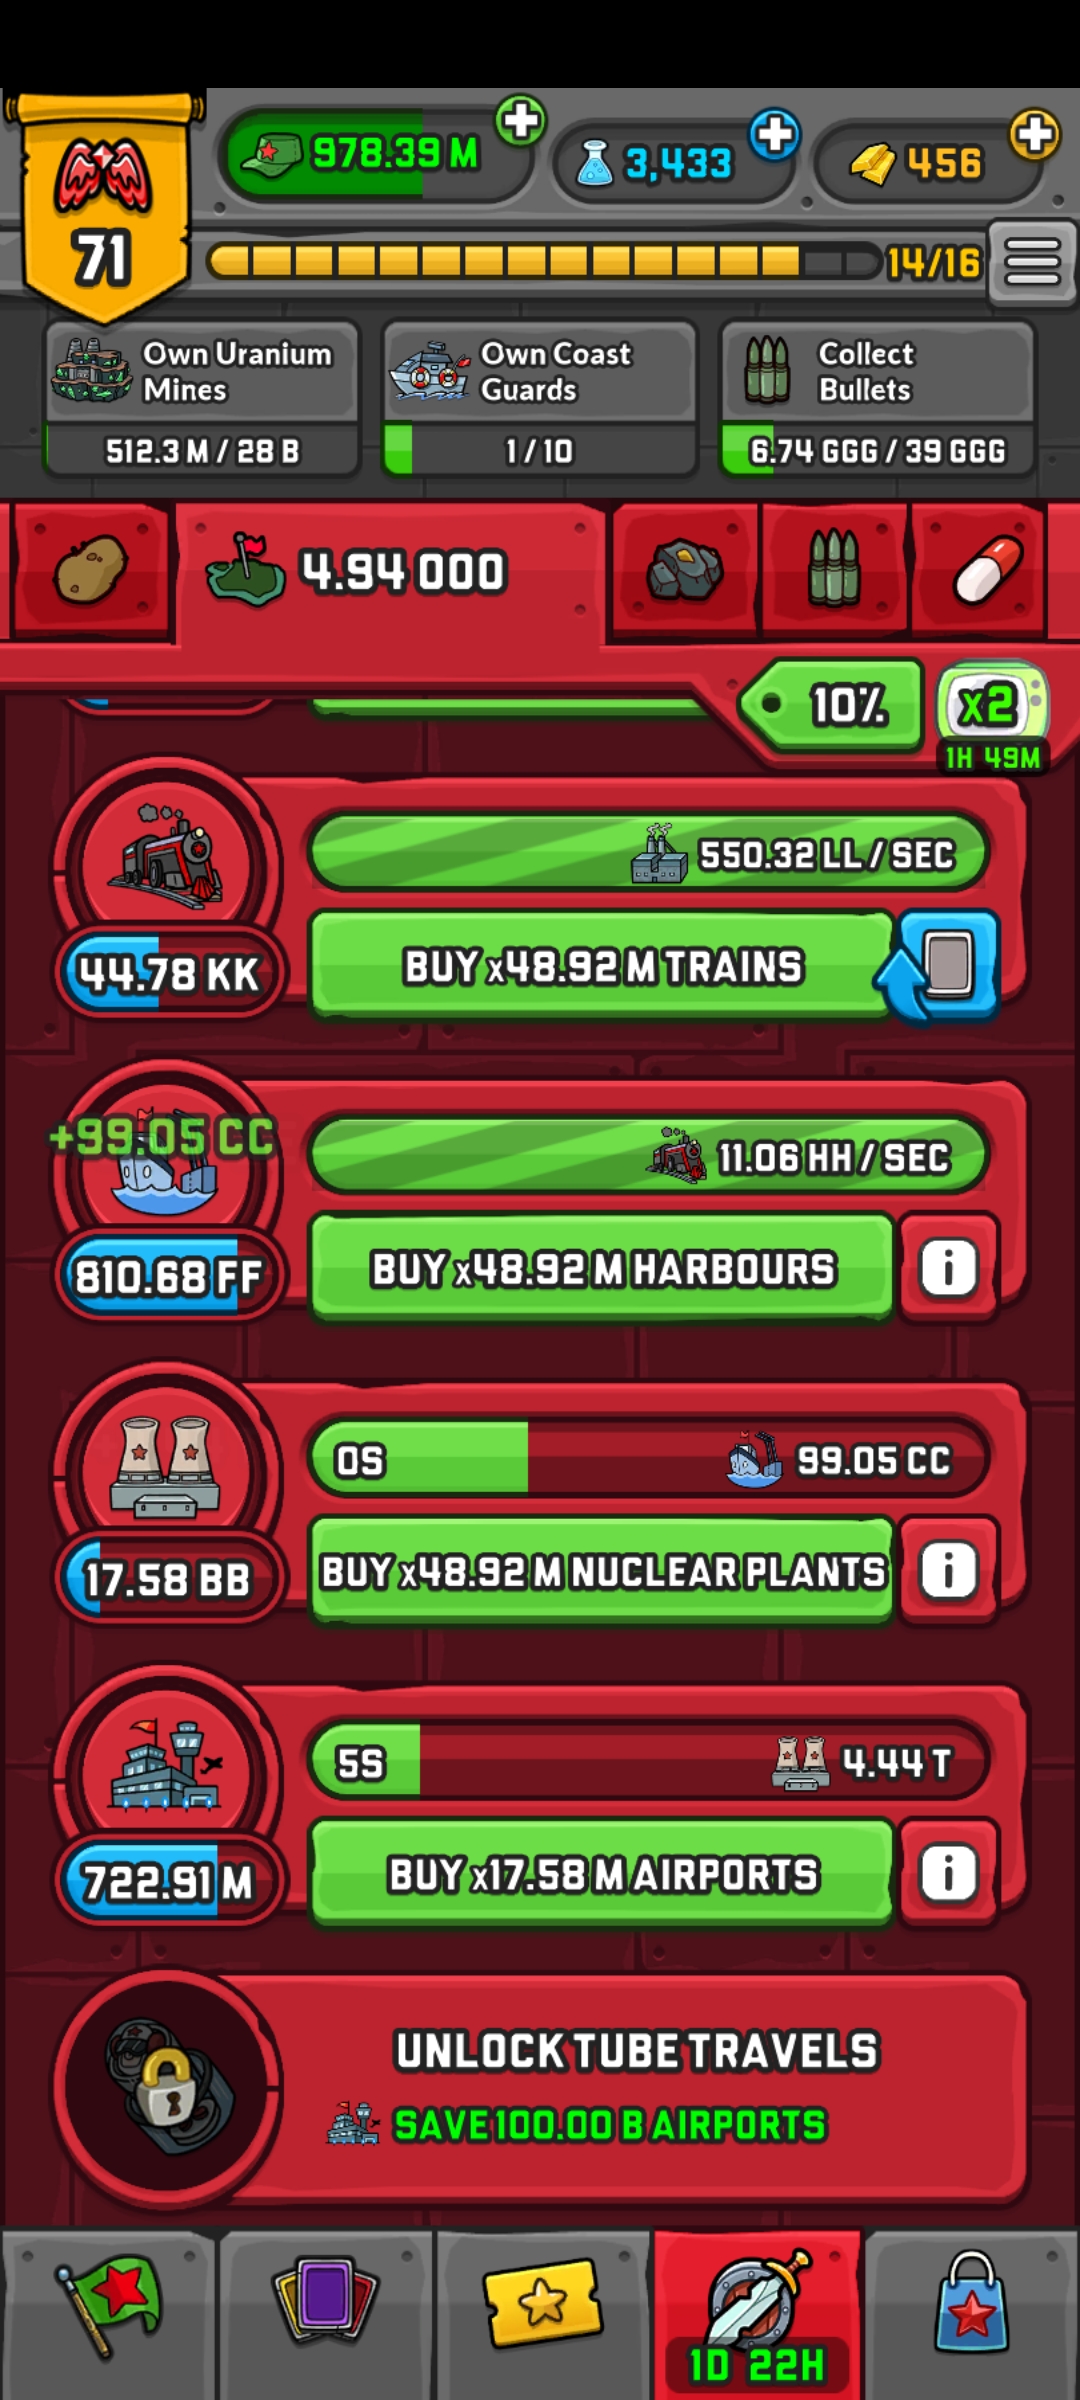 978.39 M
3,433
456
71
14/16
Own Uranium
Mines
512.3 M / 28 B
Own Coast
Guards
1 / 10
Collect
Bullets
6.74 GGG / 39 GGG
4.94 000
10%
x2
1H 49M
550.32 LL / SEC
44.78 KK
BUY x48.92 M TRAINS
+99.05 CC
11.06 HH / SEC
810.68 FF
BUY x48.92 M HARBOURS
i
0S
99.05 CC
17.58 BB
BUY x48.92 M NUCLEAR PLANTS
i
5S
4.44 T
722.91 M
BUY x17.58 M AIRPORTS
i
UNLOCK TUBE TRAVELS
SAVE 100.00 B AIRPORTS
1D 22H